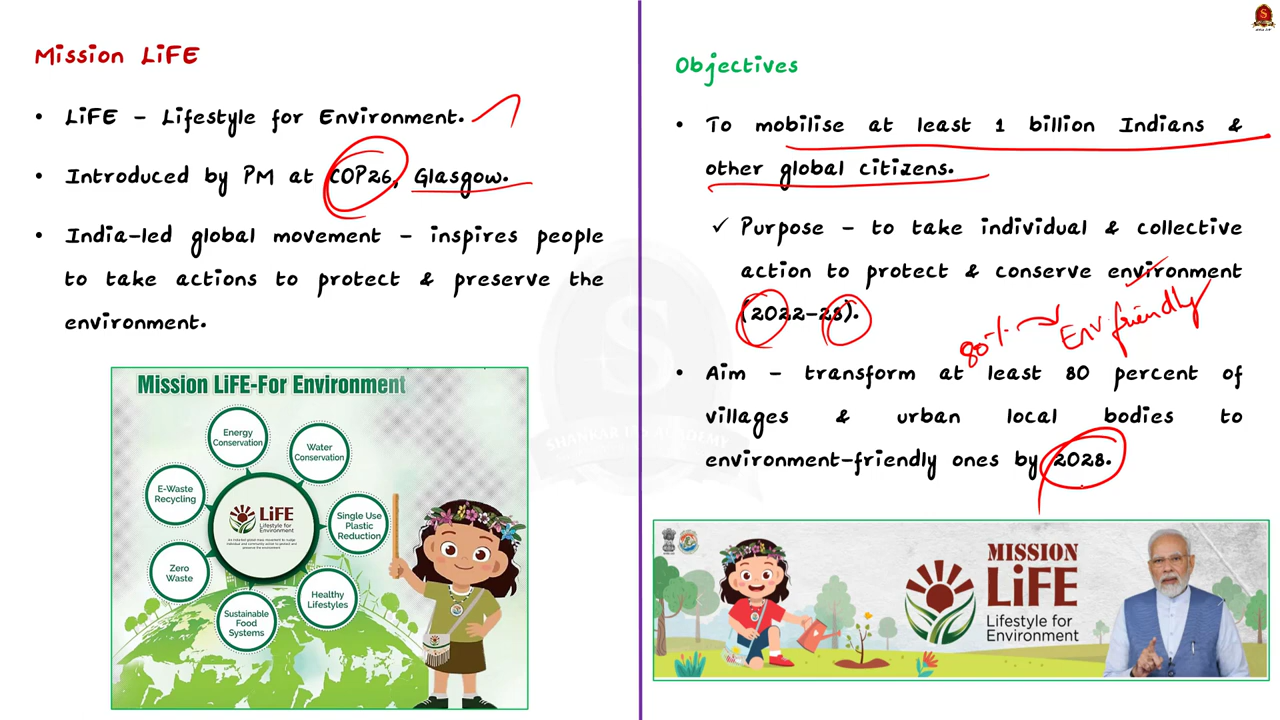 Mission LiFE
• LiFE – Lifestyle for Environment.
• Introduced by PM at COP26, Glasgow.
• India-led global movement – inspires people
to take actions to protect & preserve the
environment.
Mission LiFE-For Environment
Energy
Conservation
Water
Conservation
E-Waste
Recycling
LiFE
Lifestyle for
Environment
Single Use
Plastic
Reduction
Zero
Waste
Healthy
Lifestyles
Sustainable
Food
Systems
Objectives
• To mobilise at least 1 billion Indians &
other global citizens.
✓ Purpose – to take individual & collective
action to protect & conserve environment
(2022-28).
80% → Env.friendly
• Aim – transform at least 80 percent of
villages & urban local bodies to
environment-friendly ones by 2028.
SHANKAR IAS ACADEMY
MISSION
LiFE
Lifestyle for
Environment